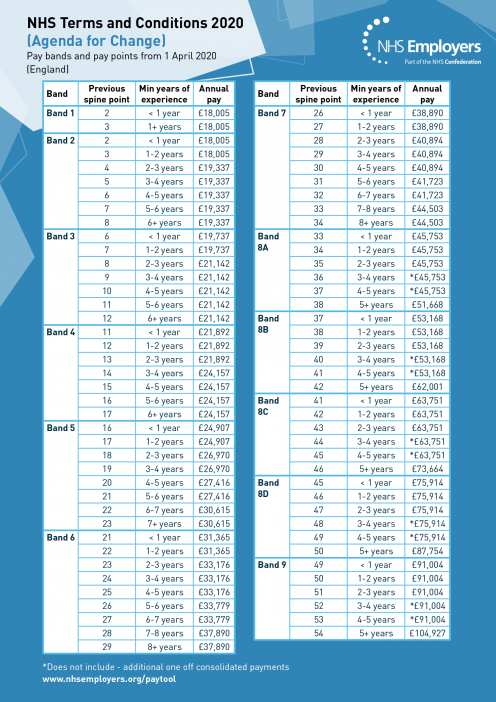 NHS Terms and Conditions 2020
(Agenda for Change)
Pay bands and pay points from 1 April 2020
(England)
NHS Employers
Part of the NHS Confederation
Band Previous spine point Min years of experience Annual pay
Band 1 2 < 1 year £18,005
3 1+ years £18,005
Band 2 2 < 1 year £18,005
3 1-2 years £18,005
4 2-3 years £19,337
5 3-4 years £19,337
6 4-5 years £19,337
7 5-6 years £19,337
8 6+ years £19,337
Band 3 6 < 1 year £19,737
7 1-2 years £19,737
8 2-3 years £21,142
9 3-4 years £21,142
10 4-5 years £21,142
11 5-6 years £21,142
12 6+ years £21,142
Band 4 11 < 1 year £21,892
12 1-2 years £21,892
13 2-3 years £21,892
14 3-4 years £24,157
15 4-5 years £24,157
16 5-6 years £24,157
17 6+ years £24,157
Band 5 16 < 1 year £24,907
17 1-2 years £24,907
18 2-3 years £26,970
19 3-4 years £26,970
20 4-5 years £27,416
21 5-6 years £27,416
22 6-7 years £30,615
23 7+ years £30,615
Band 6 21 < 1 year £31,365
22 1-2 years £31,365
23 2-3 years £33,176
24 3-4 years £33,176
25 4-5 years £33,176
26 5-6 years £33,779
27 6-7 years £33,779
28 7-8 years £37,890
29 8+ years £37,890
Band Previous spine point Min years of experience Annual pay
Band 7 26 < 1 year £38,890
27 1-2 years £38,890
28 2-3 years £40,894
29 3-4 years £40,894
30 4-5 years £40,894
31 5-6 years £41,723
32 6-7 years £41,723
33 7-8 years £44,503
34 8+ years £44,503
Band 8A 33 < 1 year £45,753
34 1-2 years £45,753
35 2-3 years £45,753
36 3-4 years *£45,753
37 4-5 years *£45,753
38 5+ years £51,668
Band 8B 37 < 1 year £53,168
38 1-2 years £53,168
39 2-3 years £53,168
40 3-4 years *£53,168
41 4-5 years *£53,168
42 5+ years £62,001
Band 8C 41 < 1 year £63,751
42 1-2 years £63,751
43 2-3 years £63,751
44 3-4 years *£63,751
45 4-5 years *£63,751
46 5+ years £73,664
Band 8D 45 < 1 year £75,914
46 1-2 years £75,914
47 2-3 years £75,914
48 3-4 years *£75,914
49 4-5 years *£75,914
50 5+ years £87,754
Band 9 49 < 1 year £91,004
50 1-2 years £91,004
51 2-3 years £91,004
52 3-4 years *£91,004
53 4-5 years *£91,004
54 5+ years £104,927
*Does not include - additional one off consolidated payments
www.nhsemployers.org/paytool